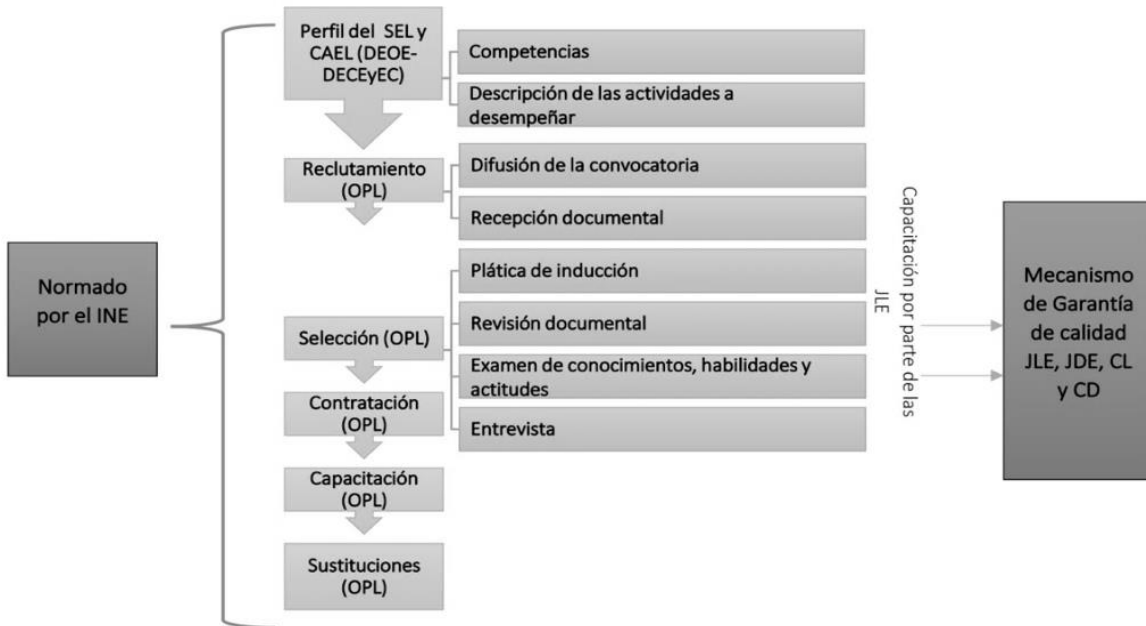 Normado
por el INE
Perfil del SEL y
CAEL (DEOE-
DECEyEC)
Competencias
Descripción de las actividades a
desempeñar
Reclutamiento
(OPL)
Difusión de la convocatoria
Recepción documental
Selección (OPL)
Plática de inducción
Revisión documental
Examen de conocimientos, habilidades y
actitudes
Entrevista
Contratación
(OPL)
Capacitación
(OPL)
Sustituciones
(OPL)
Capacitación por parte de las
JLE
Mecanismo
de Garantía
de calidad
JLE, JDE, CL
y CD